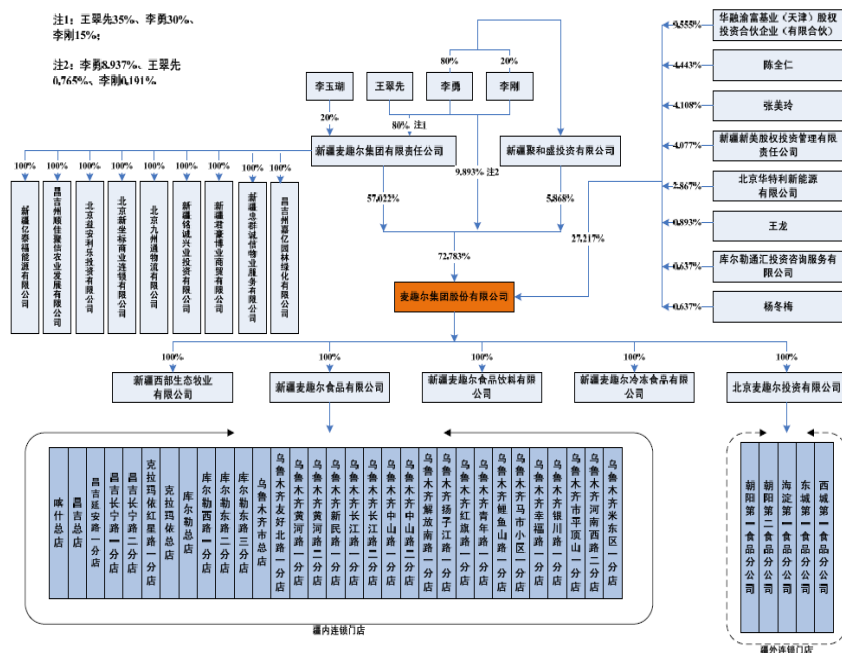 注1：王翠先35%、李勇30%、
李刚15%；
注2：李勇8.937%、王翠先
0.765%、李刚0.191%
80%
20%
李玉瑚
王翠先
李勇
李刚
20%
80% 注1
9.893% 注2
新疆麦趣尔集团有限责任公司
新疆聚和盛投资有限公司
100%
100%
100%
100%
100%
100%
100%
100%
100%
新疆亿泰福能源有限公司
昌吉州顺佳聚信农业发展有限公司
北京益安利乐投资有限公司
北京新坐标商业连锁有限公司
北京九州通物流有限公司
新疆铭诚兴业投资有限公司
新疆君豪博业商贸有限公司
新疆忠群诚信物业服务有限公司
昌吉州嘉亿园林绿化有限公司
57.022%
5.868%
27.217%
72.783%
麦趣尔集团股份有限公司
9.555%
华融渝富基业（天津）股权
投资合伙企业（有限合伙）
4.443%
陈全仁
4.108%
张美玲
4.077%
新疆新美股权投资管理有限
责任公司
2.867%
北京华特利新能源
有限公司
0.893%
王龙
0.637%
库尔勒通汇投资咨询服务有
限公司
0.637%
杨冬梅
100%
100%
100%
100%
100%
新疆西部生态牧业
有限公司
新疆麦趣尔食品有限公司
新疆麦趣尔食品饮料有限
公司
新疆麦趣尔冷冻食品有限
公司
北京麦趣尔投资有限公司
喀什总店
昌吉总店
昌吉延安路一分店
昌吉长宁路一分店
昌吉长宁路二分店
克拉玛依红星路一分店
克拉玛依总店
库尔勒总店
库尔勒西路一分店
库尔勒东路二分店
库尔勒东路三分店
乌鲁木齐市总店
乌鲁木齐友好北路一分店
乌鲁木齐黄河路一分店
乌鲁木齐黄河路二分店
乌鲁木齐新民路一分店
乌鲁木齐长江路一分店
乌鲁木齐长江路二分店
乌鲁木齐中山路一分店
乌鲁木齐中山路二分店
乌鲁木齐解放南路一分店
乌鲁木齐扬子江路一分店
乌鲁木齐红旗路一分店
乌鲁木齐青年路一分店
乌鲁木齐鲤鱼山路一分店
乌鲁木齐马市小区一分店
乌鲁木齐幸福路一分店
乌鲁木齐银川路一分店
乌鲁木齐市平顶山一分店
乌鲁木齐河南西路二分店
乌鲁木齐米东区一分店
疆内连锁门店
朝阳第一食品分公司
朝阳第二食品分公司
海淀第一食品分公司
东城第一食品分公司
西城第一食品分公司
疆外连锁门店